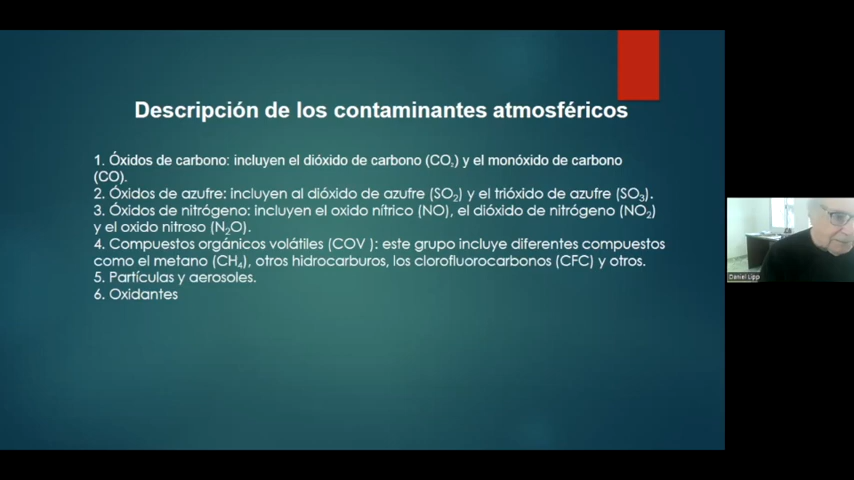 Descripción de los contaminantes atmosféricos
1. Óxidos de carbono: incluyen el dióxido de carbono (CO₂) y el monóxido de carbono
(CO).
2. Óxidos de azufre: incluyen al dióxido de azufre (SO₂) y el trióxido de azufre (SO₃).
3. Óxidos de nitrógeno: incluyen el oxido nítrico (NO), el dióxido de nitrógeno (NO₂)
y el oxido nitroso (N₂O).
4. Compuestos orgánicos volátiles (COV ): este grupo incluye diferentes compuestos
como el metano (CH₄), otros hidrocarburos, los clorofluorocarbonos (CFC) y otros.
5. Partículas y aerosoles.
6. Oxidantes
Daniel Lipp